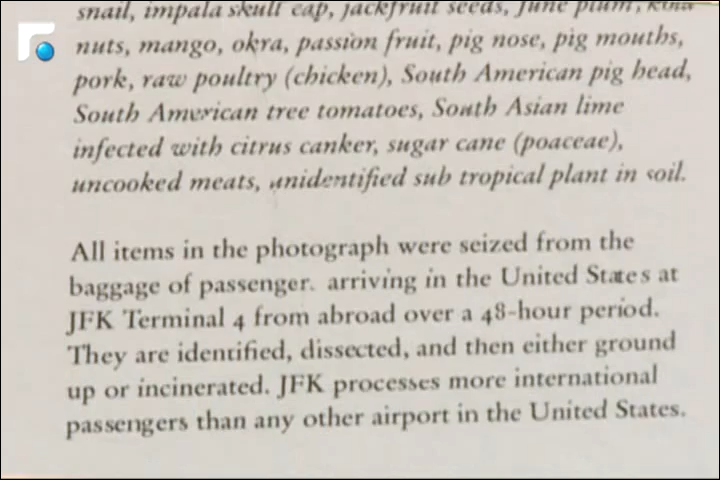 snail, impala skull cap, jackfruit seeds, June plum, kola
nuts, mango, okra, passion fruit, pig nose, pig mouths,
pork, raw poultry (chicken), South American pig head,
South American tree tomatoes, South Asian lime
infected with citrus canker, sugar cane (poaceae),
uncooked meats, unidentified sub tropical plant in soil.
All items in the photograph were seized from the
baggage of passenger. arriving in the United States at
JFK Terminal 4 from abroad over a 48-hour period.
They are identified, dissected, and then either ground
up or incinerated. JFK processes more international
passengers than any other airport in the United States.